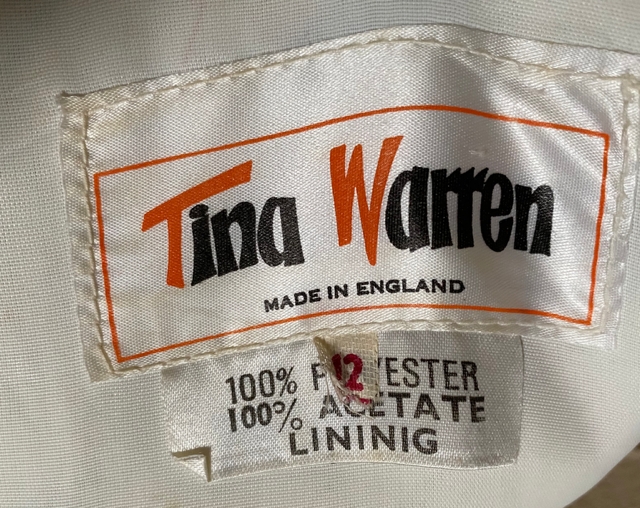 Tina Warren
MADE IN ENGLAND
12
100% P YESTER
100% ACETATE
LININIG